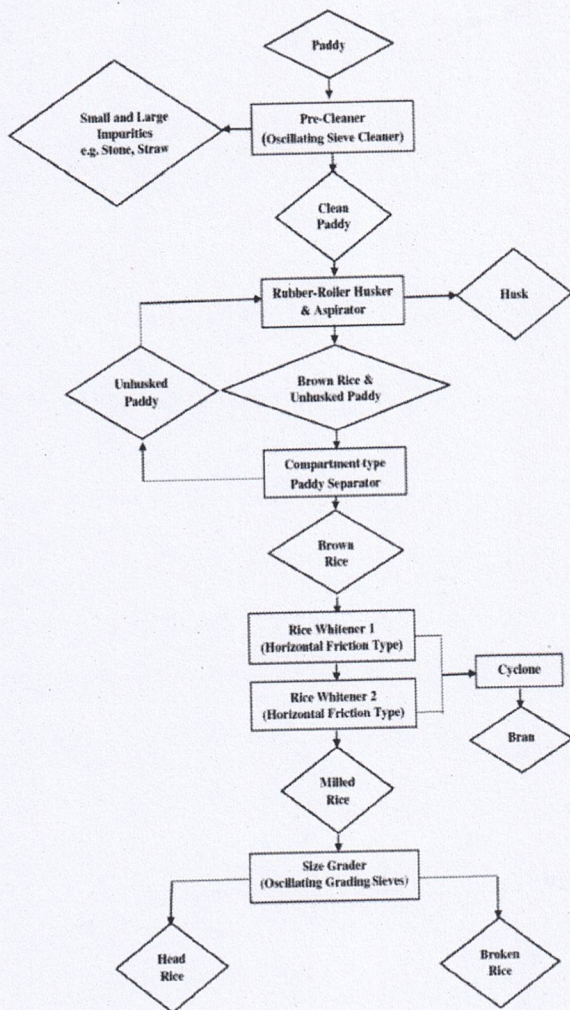 Paddy
Small and Large
Impurities
e.g. Stone, Straw
Pre-Cleaner
(Oscillating Sieve Cleaner)
Clean
Paddy
Rubber-Roller Husker
& Aspirator
Husk
Unhusked
Paddy
Brown Rice &
Unhusked Paddy
Compartment-type
Paddy Separator
Brown
Rice
Rice Whitener 1
(Horizontal Friction Type)
Cyclone
Rice Whitener 2
(Horizontal Friction Type)
Bran
Milled
Rice
Size Grader
(Oscillating Grading Sieves)
Head
Rice
Broken
Rice